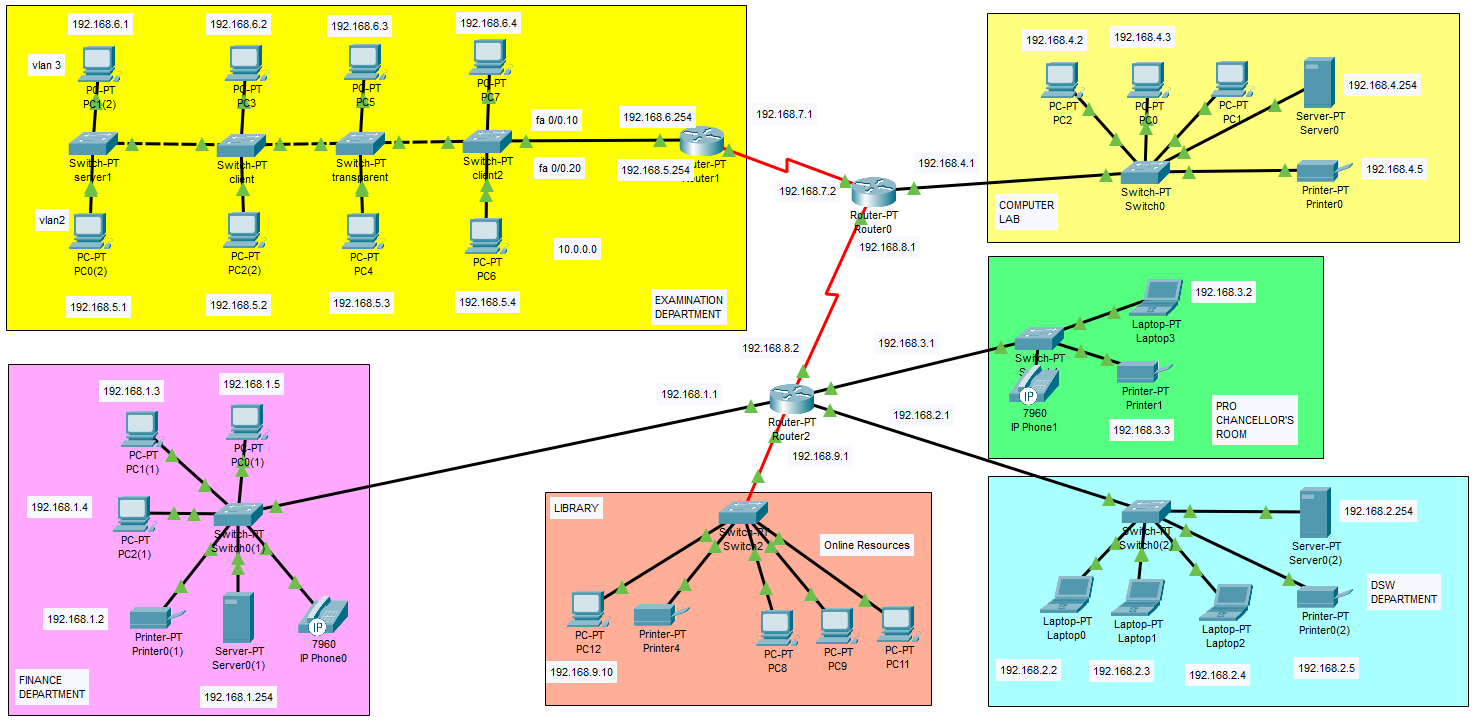 192.168.6.1
192.168.6.2
192.168.6.3
192.168.6.4
vlan 3
PC-PT
PC1(2)
PC-PT
PC3
PC-PT
PC5
PC-PT
PC7
fa 0/0.10
192.168.6.254
Switch-PT
server1
Switch-PT
client
Switch-PT
transparent
Switch-PT
client2
fa 0/0.20
192.168.5.254
Router-PT
Router1
vlan2
PC-PT
PC0(2)
PC-PT
PC2(2)
PC-PT
PC4
PC-PT
PC6
10.0.0.0
192.168.5.1
192.168.5.2
192.168.5.3
192.168.5.4
EXAMINATION
DEPARTMENT
192.168.7.1
192.168.7.2
Router-PT
Router0
192.168.4.1
192.168.8.1
192.168.4.2
192.168.4.3
PC-PT
PC2
PC-PT
PC0
PC-PT
PC1
192.168.4.254
Server-PT
Server0
Switch-PT
Switch0
192.168.4.5
Printer-PT
Printer0
COMPUTER
LAB
192.168.3.2
Laptop-PT
Laptop3
Switch-PT
7960
IP Phone1
IP
Printer-PT
Printer1
192.168.3.3
PRO
CHANCELLOR'S
ROOM
192.168.8.2
192.168.3.1
192.168.1.1
192.168.2.1
Router-PT
Router2
192.168.9.1
192.168.1.3
192.168.1.5
PC-PT
PC1(1)
PC-PT
PC0(1)
192.168.1.4
PC-PT
PC2(1)
Switch-PT
Switch0(1)
192.168.1.2
Printer-PT
Printer0(1)
Server-PT
Server0(1)
IP
7960
IP Phone0
192.168.1.254
FINANCE
DEPARTMENT
LIBRARY
Switch-PT
Switch2
Online Resources
PC-PT
PC12
Printer-PT
Printer4
PC-PT
PC8
PC-PT
PC9
PC-PT
PC11
192.168.9.10
Switch-PT
Switch0(2)
192.168.2.254
Server-PT
Server0(2)
Laptop-PT
Laptop0
Laptop-PT
Laptop1
Laptop-PT
Laptop2
Printer-PT
Printer0(2)
DSW
DEPARTMENT
192.168.2.2
192.168.2.3
192.168.2.4
192.168.2.5